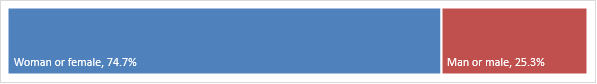 Woman or female, 74.7%
Man or male, 25.3%